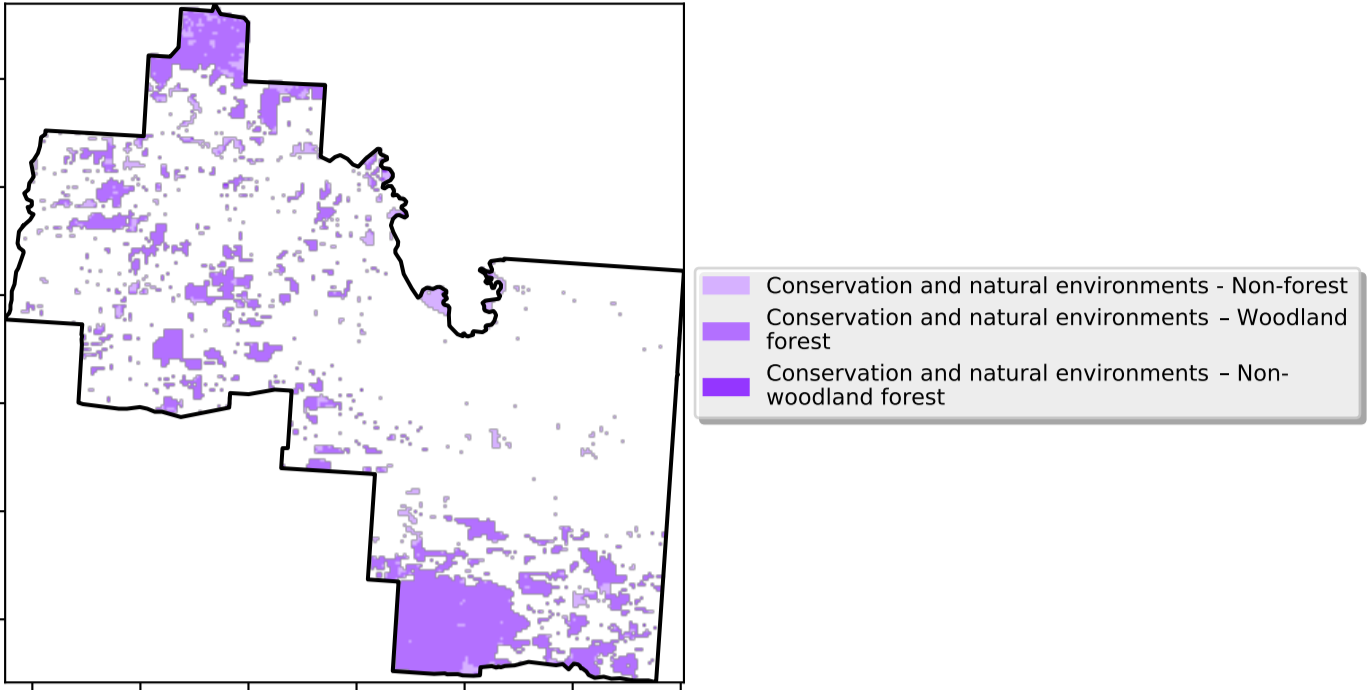 Conservation and natural environments - Non-forest
Conservation and natural environments – Woodland
forest
Conservation and natural environments – Non-
woodland forest